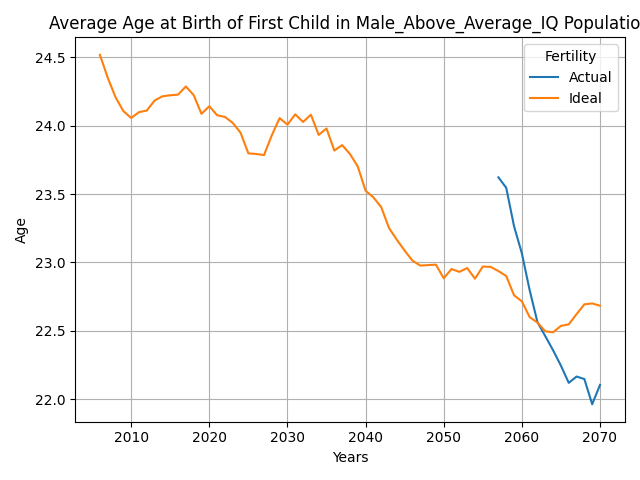 Average Age at Birth of First Child in Male_Above_Average_IQ Populatio
Fertility
Actual
Ideal
24.5
24.0
23.5
23.0
22.5
22.0
Age
2010 2020 2030 2040 2050 2060 2070
Years